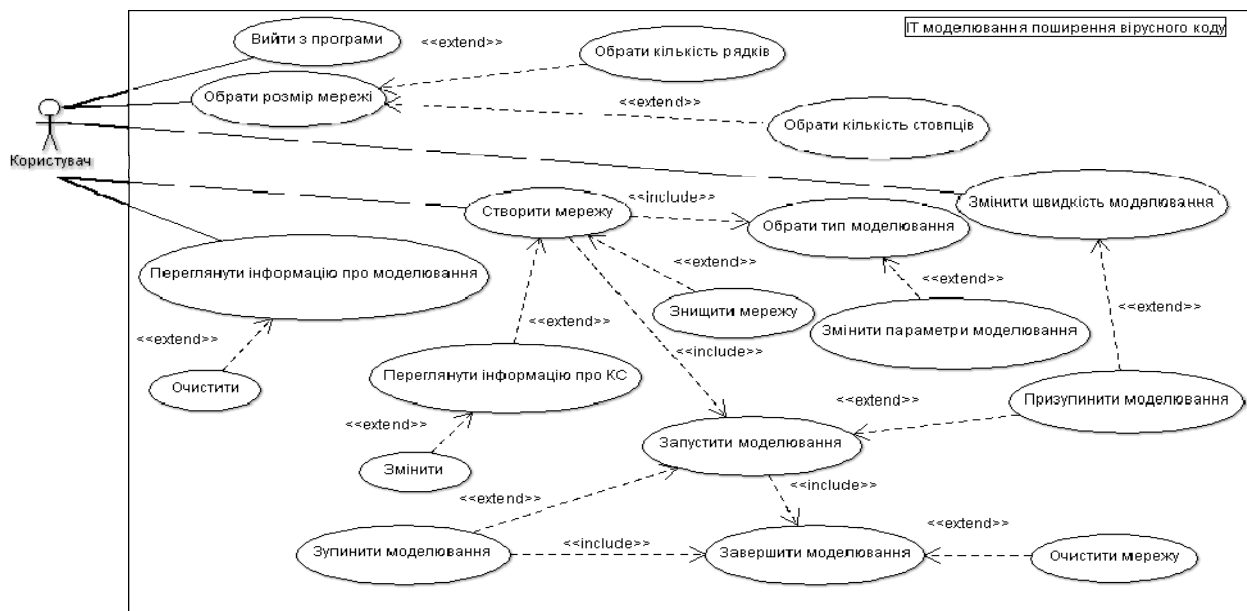 ІТ моделювання поширення вірусного коду
Вийти з програми
<<extend>>
Обрати кількість рядків
Обрати розмір мережі
<<extend>>
Обрати кількість стовпців
Користувач
Створити мережу
<<include>>
Обрати тип моделювання
Змінити швидкість моделювання
Переглянути інформацію про моделювання
<<extend>>
<<extend>>
<<extend>>
Знищити мережу
<<extend>>
Змінити параметри моделювання
<<extend>>
<<extend>>
<<include>>
Очистити
Переглянути інформацію про КС
Призупинити моделювання
<<extend>>
<<extend>>
Запустити моделювання
Змінити
<<include>>
<<extend>>
<<extend>>
Зупинити моделювання
<<include>>
Завершити моделювання
Очистити мережу